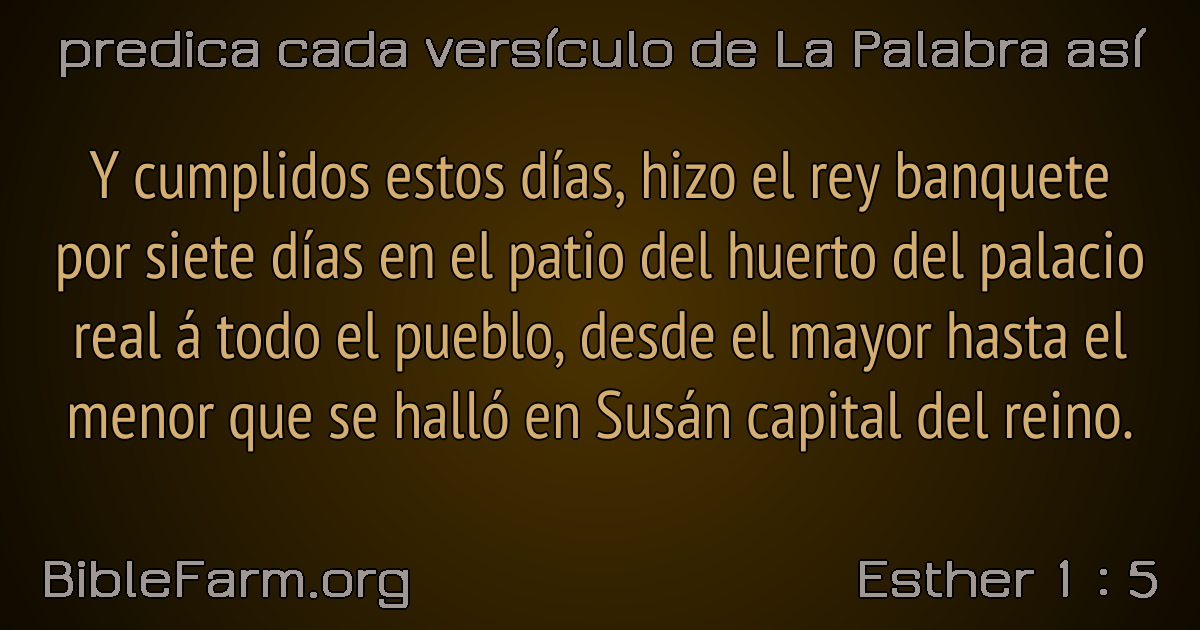 predica cada versículo de La Palabra así
Y cumplidos estos días, hizo el rey banquete
por siete días en el patio del huerto del palacio
real á todo el pueblo, desde el mayor hasta el
menor que se halló en Susán capital del reino.
BibleFarm.org
Esther 1 : 5